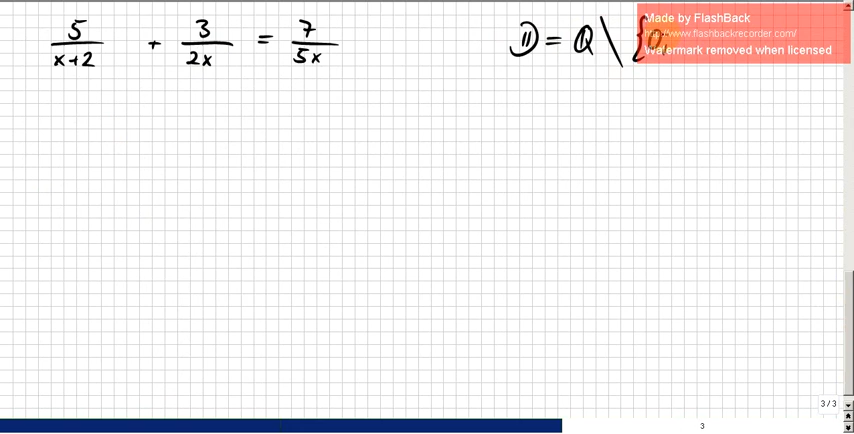 5/(x+2) + 3/(2x) = 7/(5x)
D = Q \ {0,
Made by FlashBack
http://www.flashbackrecorder.com/
Watermark removed when licensed
3/3
3